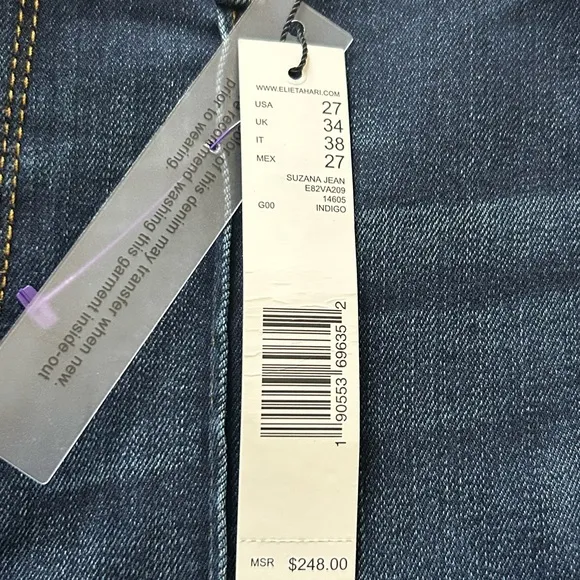 WWW.ELIETAHARI.COM
USA 27
UK 34
IT 38
MEX 27
SUZANA JEAN
E82VA209
14605
G00 INDIGO
1 90553 69635 2
MSR $248.00
of this denim may transfer when new.
recommend washing this garment inside-out
prior to wearing